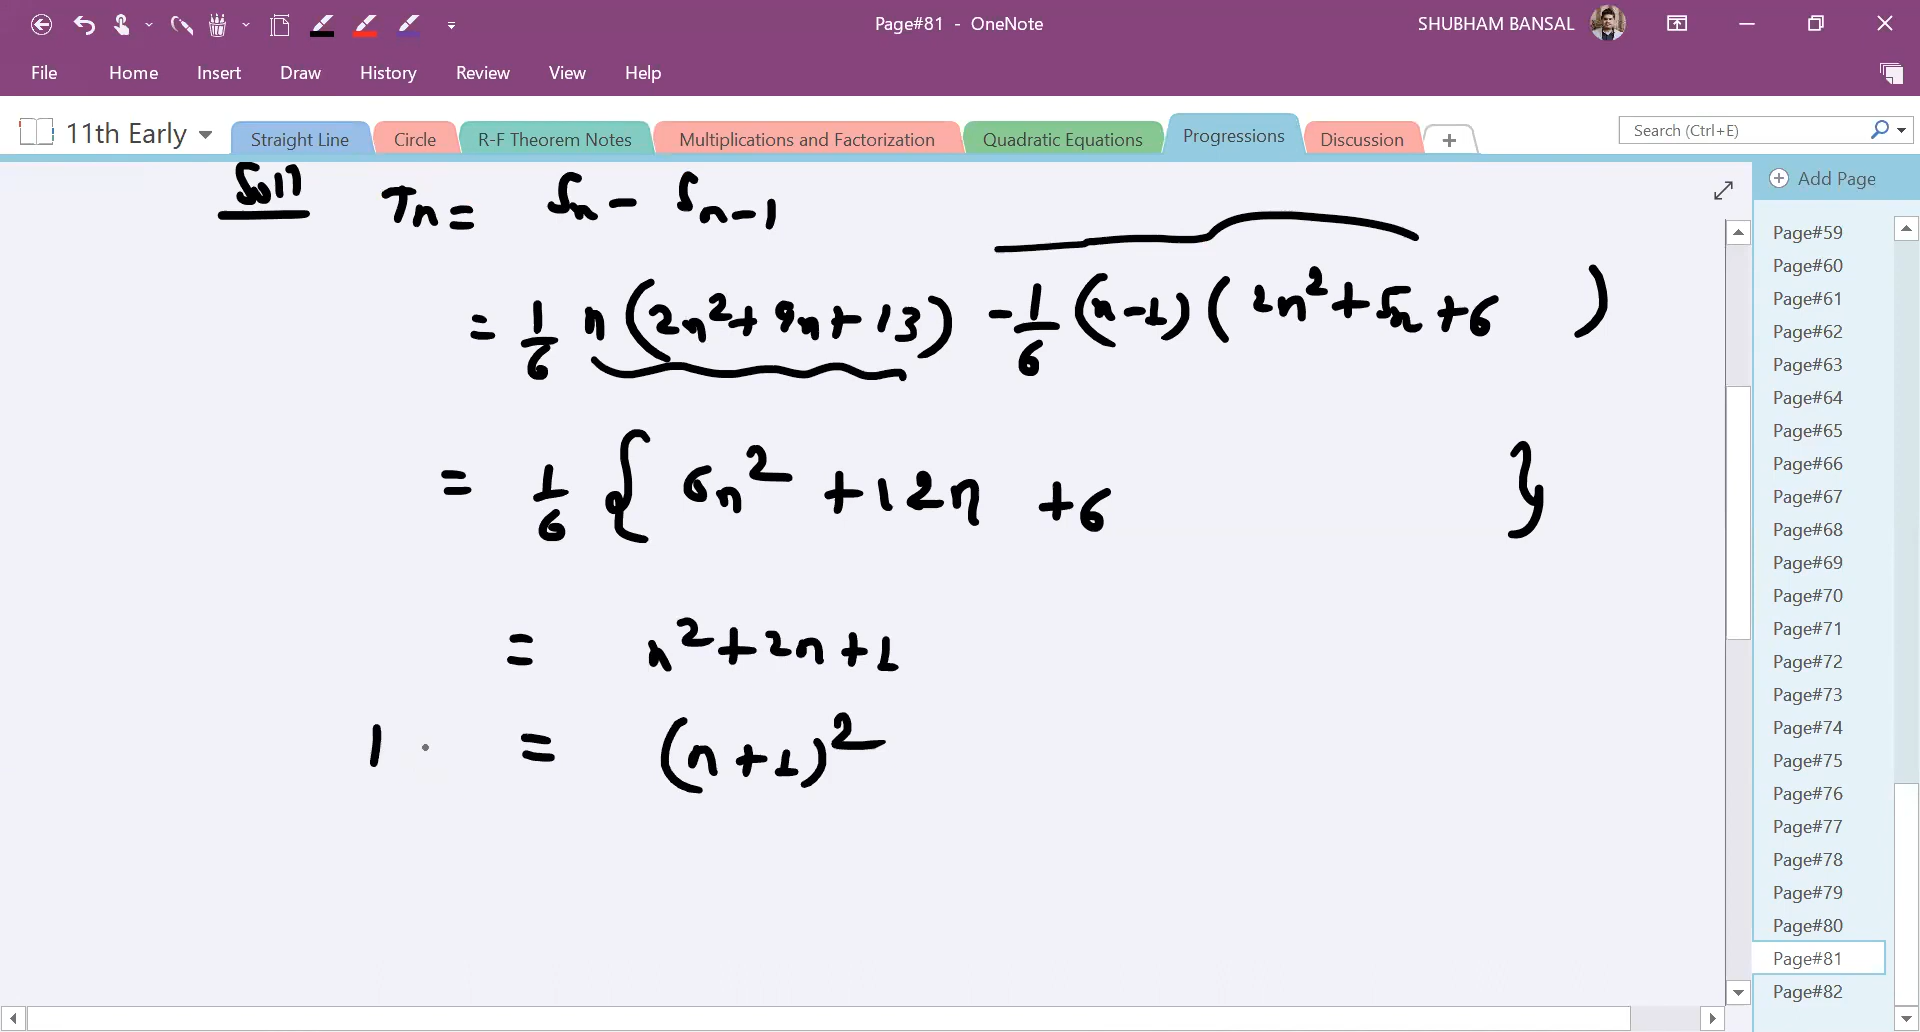 Page#81 - OneNote
SHUBHAM BANSAL
File Home Insert Draw History Review View Help
11th Early
Straight Line
Circle
R-F Theorem Notes
Multiplications and Factorization
Quadratic Equations
Progressions
Discussion
Search (Ctrl+E)
Soln Tn = Sn - Sn-1
= 1/6 n (2n² + 9n + 13) - 1/6 (n-1) (2n² + 5n + 6 )
= 1/6 { 6n² + 12n + 6 }
= n² + 2n + 1
1 = (n + 1)²
Add Page
Page#59
Page#60
Page#61
Page#62
Page#63
Page#64
Page#65
Page#66
Page#67
Page#68
Page#69
Page#70
Page#71
Page#72
Page#73
Page#74
Page#75
Page#76
Page#77
Page#78
Page#79
Page#80
Page#81
Page#82